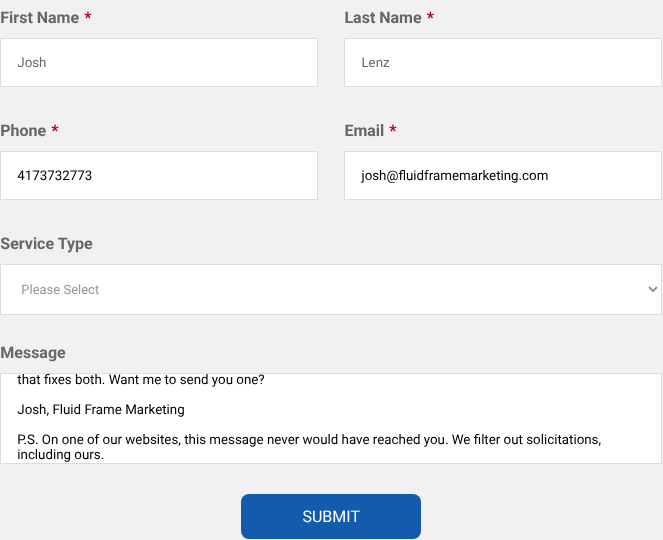 First Name *
Last Name *
Josh
Lenz
Phone *
Email *
4173732773
josh@fluidframemarketing.com
Service Type
Please Select
Message
that fixes both. Want me to send you one?
Josh, Fluid Frame Marketing
P.S. On one of our websites, this message never would have reached you. We filter out solicitations,
including ours.
SUBMIT